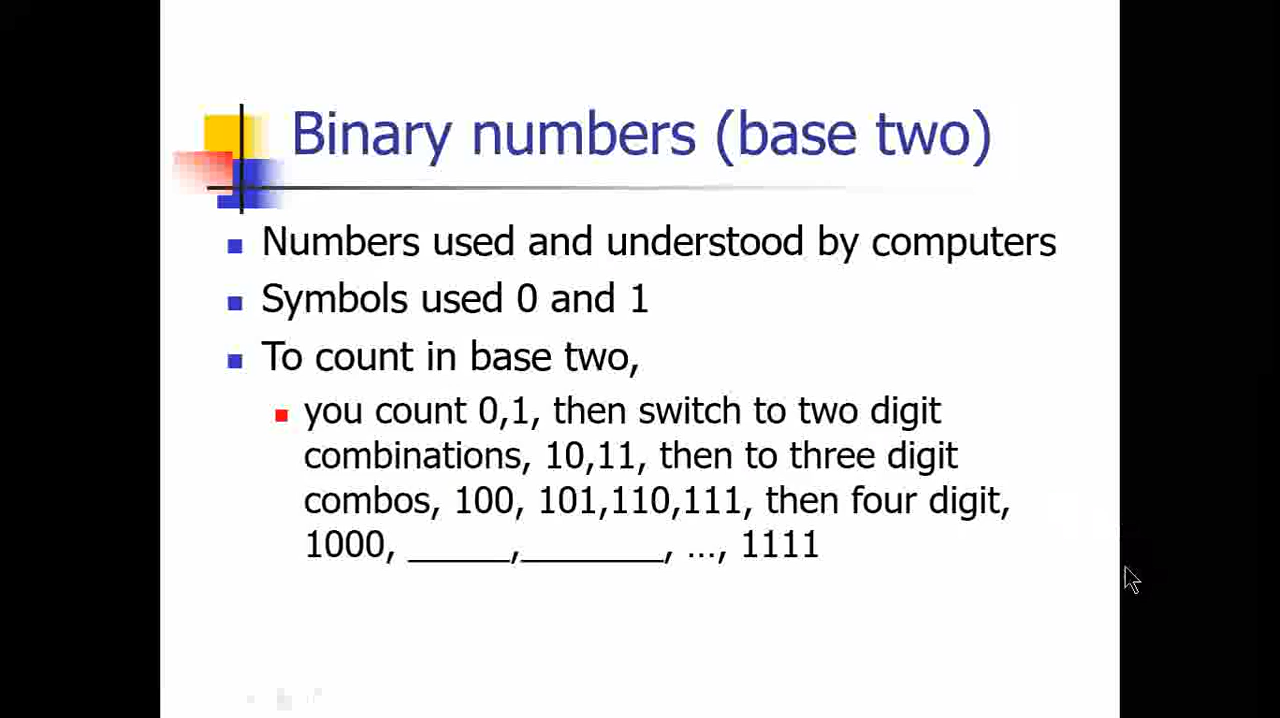 Binary numbers (base two)
Numbers used and understood by computers
Symbols used 0 and 1
To count in base two,
you count 0,1, then switch to two digit
combinations, 10,11, then to three digit
combos, 100, 101,110,111, then four digit,
1000, _____,_______, …, 1111